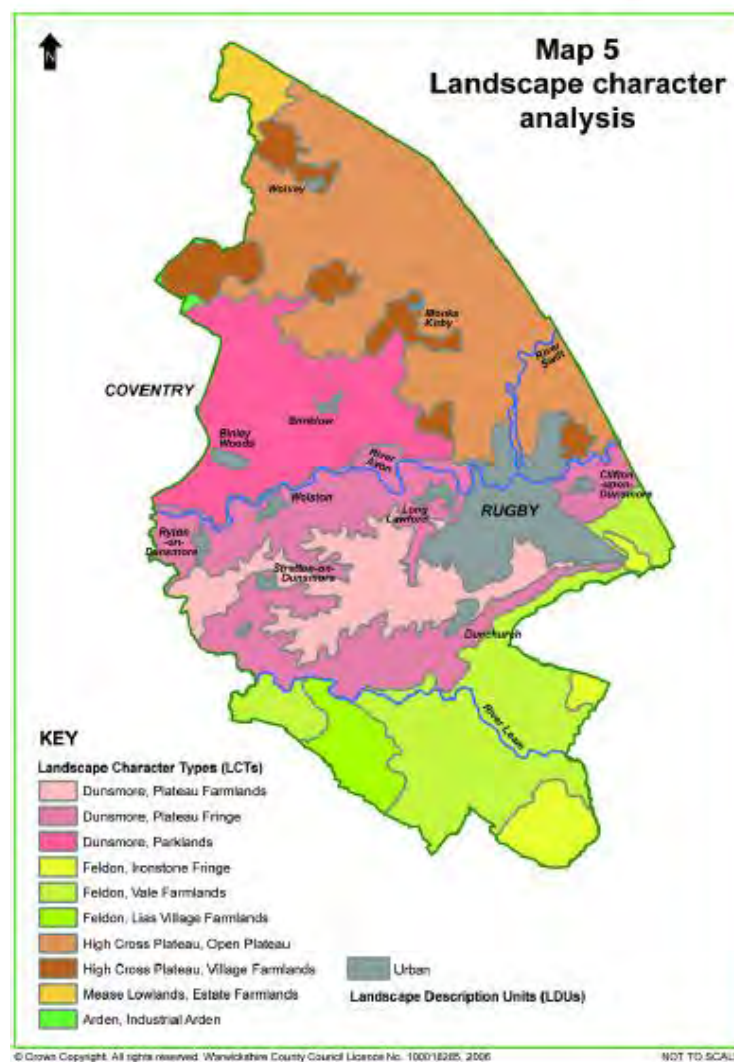 N
Map 5
Landscape character
analysis
Wolvey
Monks
Kirby
River
Swift
COVENTRY
Brinklow
Binley
Woods
River
Avon
Clifton
-upon-
Dunsmore
Wolston
Long
Lawford
RUGBY
Ryton
-on-
Dunsmore
Stretton-on-
Dunsmore
Dunchurch
River Leam
KEY
Landscape Character Types (LCTs)
Dunsmore, Plateau Farmlands
Dunsmore, Plateau Fringe
Dunsmore, Parklands
Feldon, Ironstone Fringe
Feldon, Vale Farmlands
Feldon, Lias Village Farmlands
High Cross Plateau, Open Plateau
High Cross Plateau, Village Farmlands
Mease Lowlands, Estate Farmlands
Arden, Industrial Arden
Urban
Landscape Description Units (LDUs)
© Crown Copyright. All rights reserved. Warwickshire County Council Licence No. 100018285, 2006
NOT TO SCAL